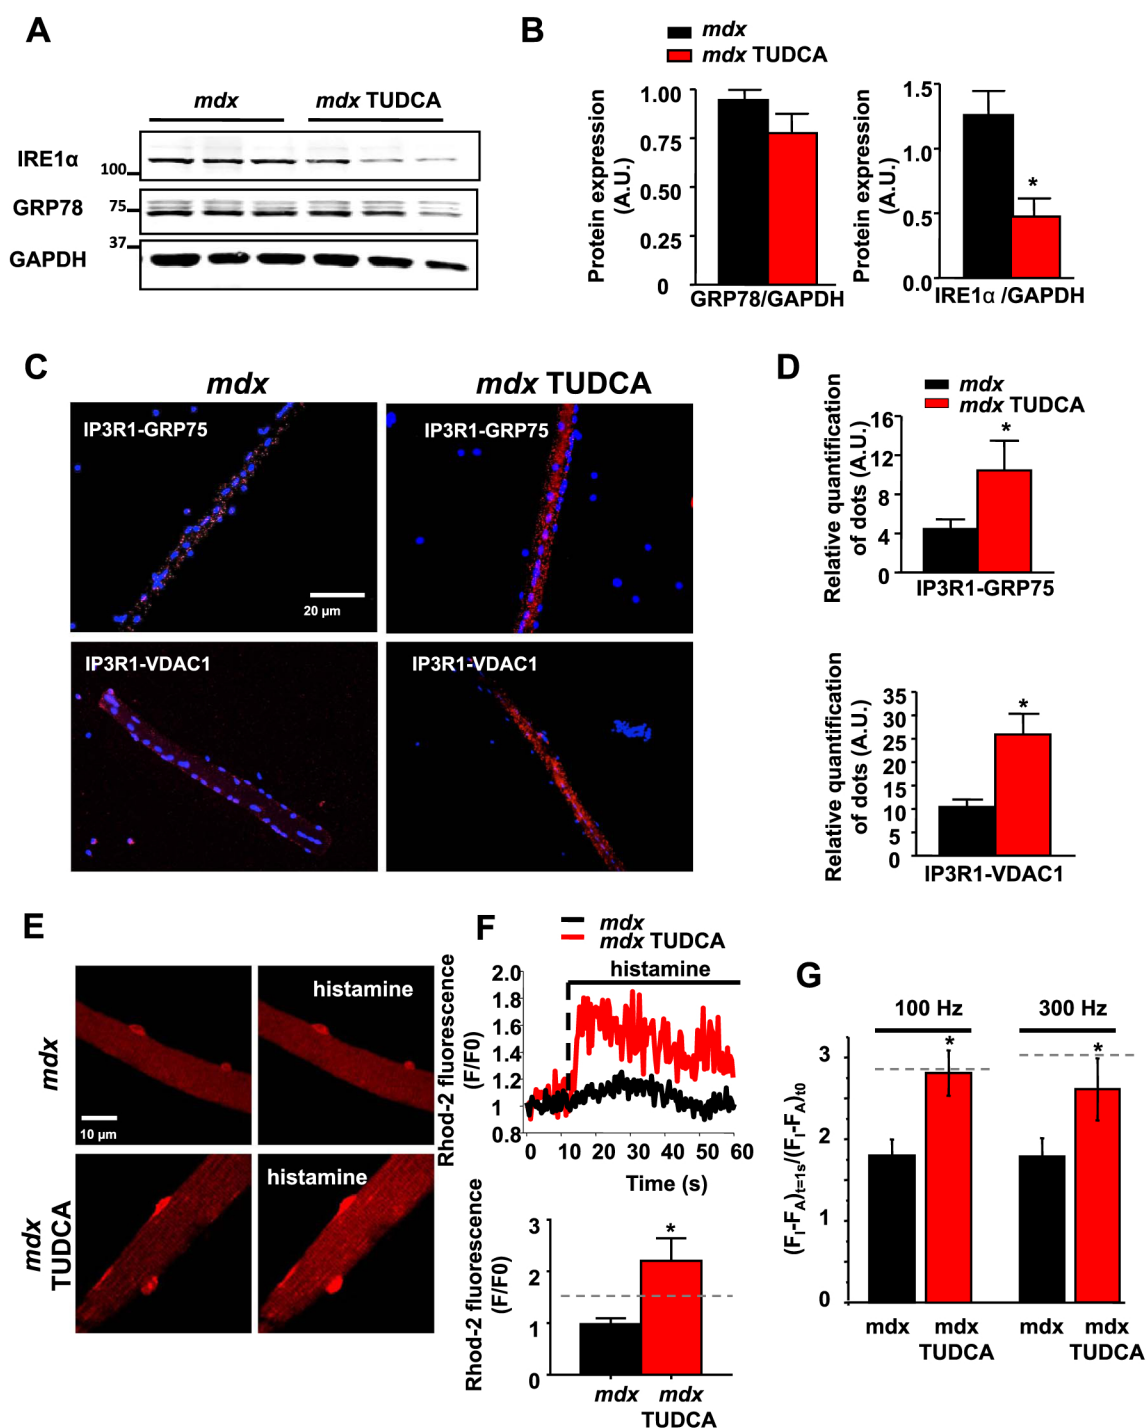 A
mdx
mdx TUDCA
IRE1α
100
GRP78
75
37
GAPDH
B
mdx
mdx TUDCA
Protein expression
(A.U.)
1.00
0.75
0.50
0.25
0
GRP78/GAPDH
Protein expression
(A.U.)
1.5
1.0
0.5
0.0
*
IRE1α /GAPDH
C
mdx
mdx TUDCA
IP3R1-GRP75
20 µm
IP3R1-GRP75
IP3R1-VDAC1
IP3R1-VDAC1
D
mdx
mdx TUDCA
Relative quantification
of dots (A.U.)
16
12
8
4
0
*
IP3R1-GRP75
Relative quantification
of dots (A.U.)
35
30
25
20
15
10
5
0
*
IP3R1-VDAC1
E
mdx
10 µm
histamine
mdx
TUDCA
histamine
F
mdx
mdx TUDCA
histamine
Rhod-2 fluorescence
(F/F0)
2.0
1.8
1.6
1.4
1.2
1
0.8
0 10 20 30 40 50 60
Time (s)
Rhod-2 fluorescence
(F/F0)
3
2
1
0
*
mdx
mdx
TUDCA
G
100 Hz
300 Hz
(FI-FA)t=1s/(FI-FA)t0
3
2
1
0
*
*
mdx
mdx
TUDCA
mdx
mdx
TUDCA